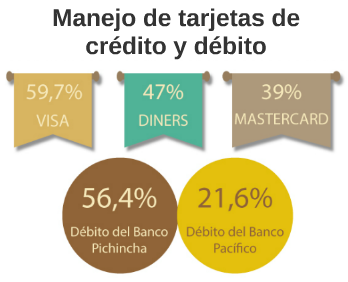 Manejo de tarjetas de
crédito y débito
59,7%
VISA
47%
DINERS
39%
MASTERCARD
56,4%
Débito del Banco
Pichincha
21,6%
Débito del Banco
Pacífico